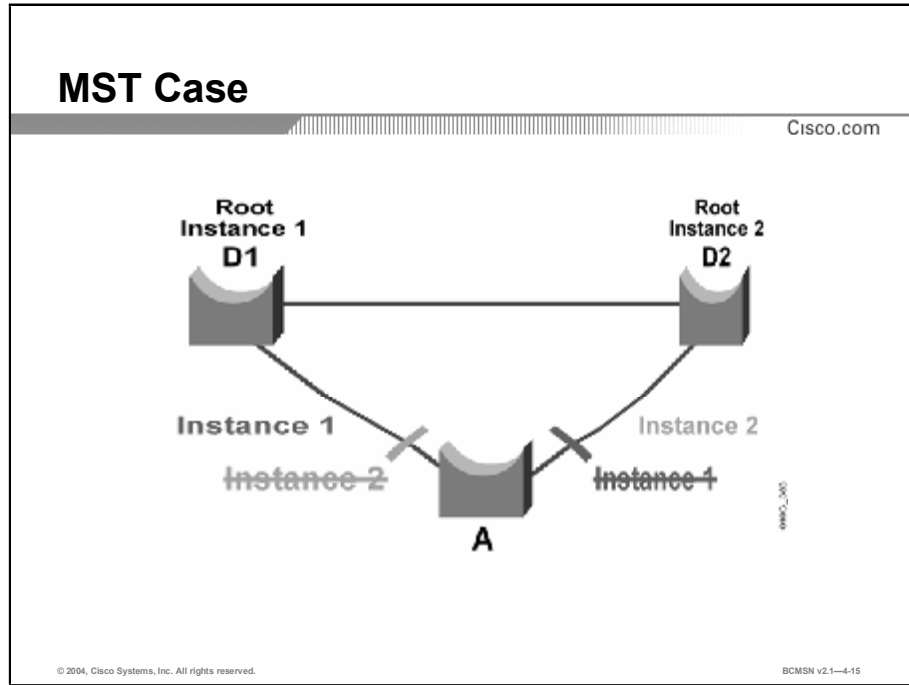 MST Case
Cisco.com
Root
Instance 1
D1
Root
Instance 2
D2
Instance 1
Instance 2
Instance 2
Instance 1
A
© 2004, Cisco Systems, Inc. All rights reserved.
BCMSN v2.1—4-15